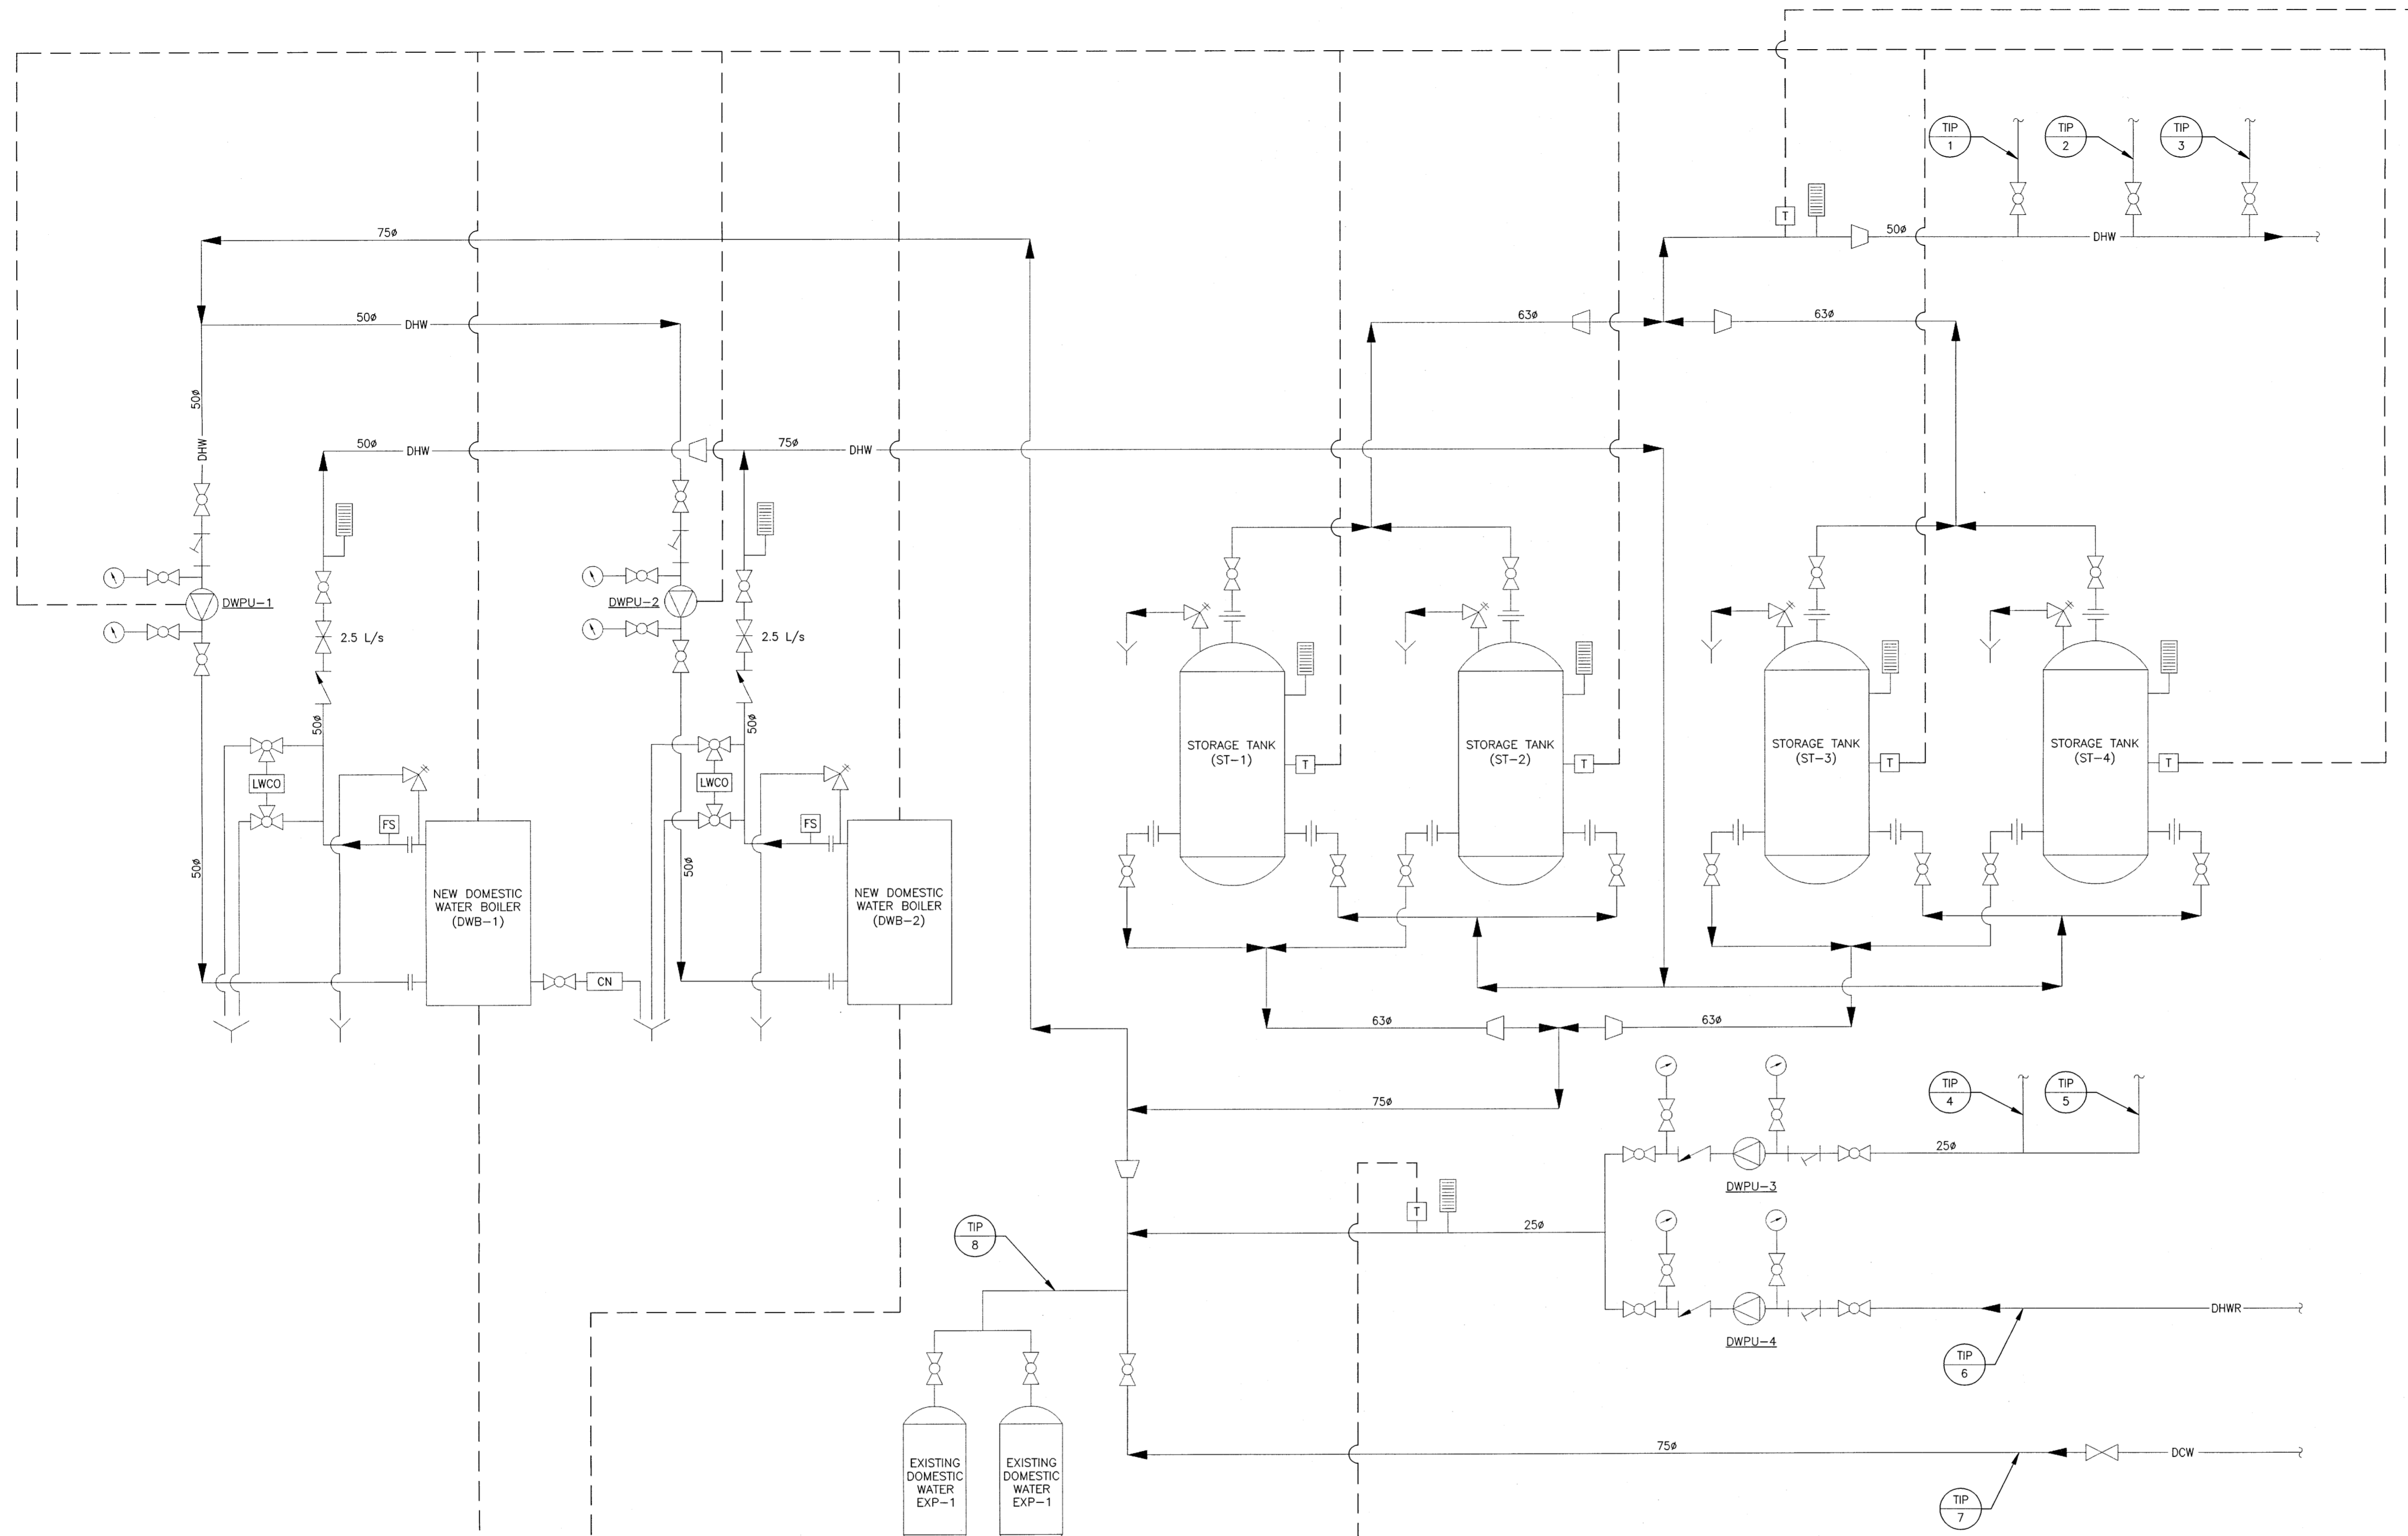 TIP
1
TIP
2
TIP
3
T
75ø
50ø
DHW
50ø
DHW
63ø
63ø
50ø
DHW
50ø
DHW
75ø
DHW
DWPU-1
DWPU-2
2.5 L/s
2.5 L/s
50ø
50ø
LWCO
LWCO
FS
FS
50ø
50ø
STORAGE TANK
(ST-1)
T
STORAGE TANK
(ST-2)
T
STORAGE TANK
(ST-3)
T
STORAGE TANK
(ST-4)
T
NEW DOMESTIC
WATER BOILER
(DWB-1)
NEW DOMESTIC
WATER BOILER
(DWB-2)
CN
63ø
63ø
75ø
TIP
4
TIP
5
25ø
DWPU-3
T
25ø
TIP
8
DHWR
DWPU-4
TIP
6
75ø
DCW
TIP
7
EXISTING
DOMESTIC
WATER
EXP-1
EXISTING
DOMESTIC
WATER
EXP-1